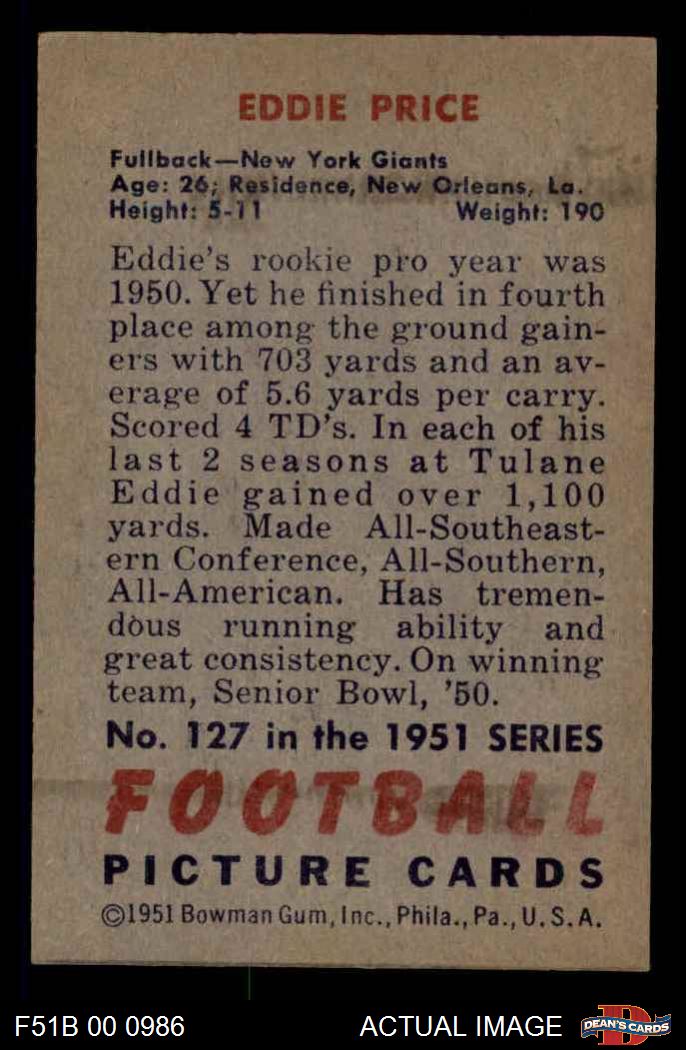 EDDIE PRICE
Fullback—New York Giants
Age: 26; Residence, New Orleans, La.
Height: 5-11 Weight: 190
Eddie's rookie pro year was
1950. Yet he finished in fourth
place among the ground gain-
ers with 703 yards and an av-
erage of 5.6 yards per carry.
Scored 4 TD's. In each of his
last 2 seasons at Tulane
Eddie gained over 1,100
yards. Made All-Southeast-
ern Conference, All-Southern,
All-American. Has tremen-
dous running ability and
great consistency. On winning
team, Senior Bowl, '50.
No. 127 in the 1951 SERIES
FOOTBALL
PICTURE CARDS
©1951 Bowman Gum, Inc., Phila., Pa., U.S.A.
F51B 00 0986 ACTUAL IMAGE DEAN'S CARDS